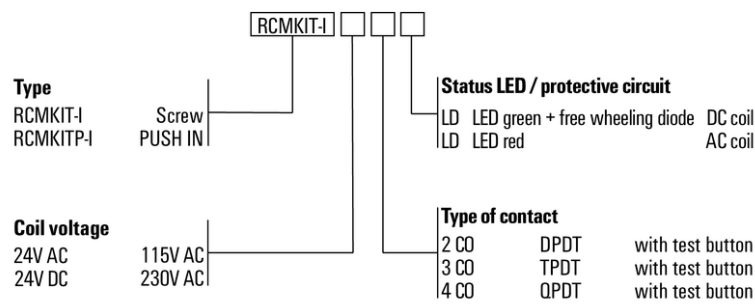 RCMKIT-I
Type
RCMKIT-I Screw
RCMKITP-I PUSH IN
Status LED / protective circuit
LD LED green + free wheeling diode DC coil
LD LED red AC coil
Coil voltage
24V AC 115V AC
24V DC 230V AC
Type of contact
2 CO DPDT with test button
3 CO TPDT with test button
4 CO QPDT with test button